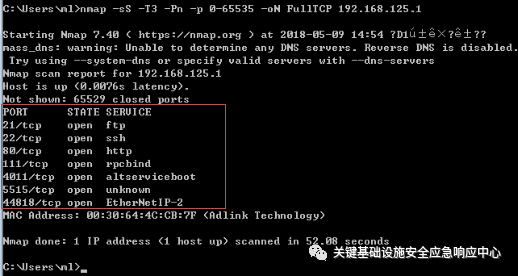 C:\Users\ml>nmap -sS -T3 -Pn -p 0-65535 -oN FullTCP 192.168.125.1
Starting Nmap 7.40 ( https://nmap.org ) at 2018-05-09 14:54
mass_dns: warning: Unable to determine any DNS servers. Reverse DNS is disabled.
Try using --system-dns or specify valid servers with --dns-servers
Nmap scan report for 192.168.125.1
Host is up (0.0076s latency).
Not shown: 65529 closed ports
PORT STATE SERVICE
21/tcp open ftp
22/tcp open ssh
80/tcp open http
111/tcp open rpcbind
4011/tcp open altserviceboot
5515/tcp open unknown
44818/tcp open EtherNetIP-2
MAC Address: 00:30:64:4C:CB:7F (Adlink Technology)
Nmap done: 1 IP address (1 host up) scanned in 52.08 seconds
关键基础设施安全应急响应中心
C:\Users\ml>